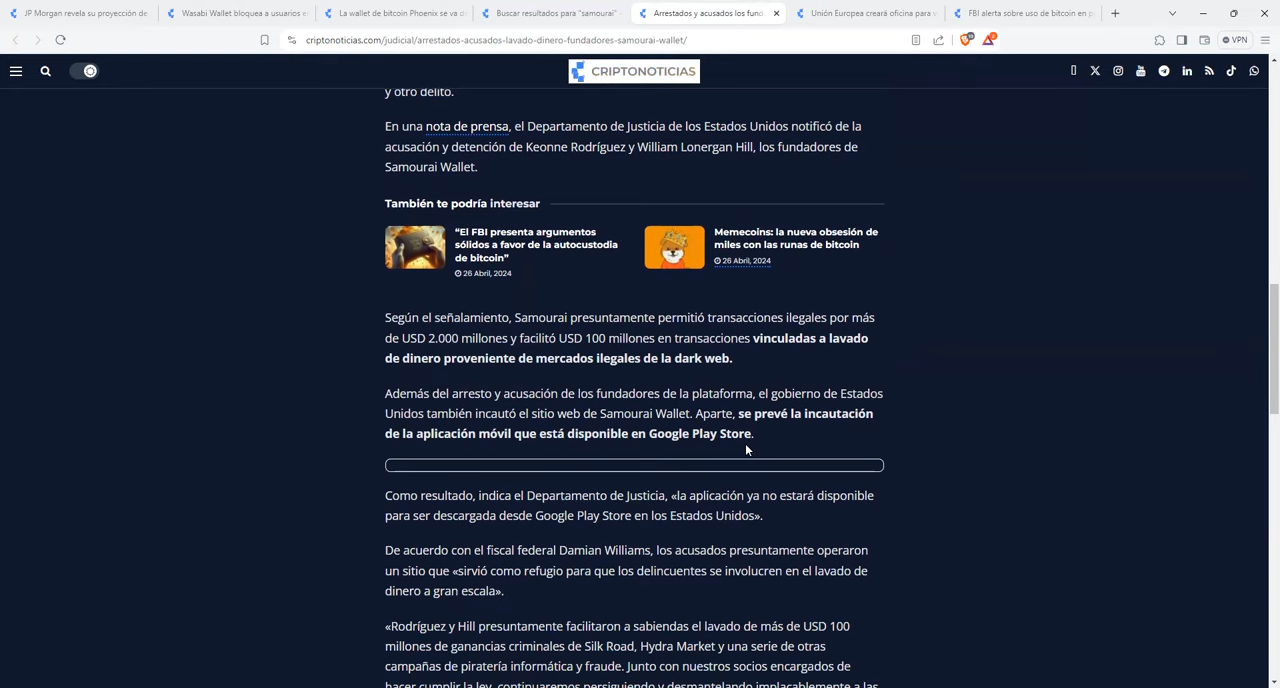 JP Morgan revela su proyección de
Wasabi Wallet bloquea a usuarios e
La wallet de bitcoin Phoenix se va d
Buscar resultados para "samourai" -
Arrestados y acusados los fund
Unión Europea creará oficina para v
FBI alerta sobre uso de bitcoin en p
criptonoticias.com/judicial/arrestados-acusados-lavado-dinero-fundadores-samourai-wallet/
VPN
CRIPTONOTICIAS
y otro delito.
En una nota de prensa, el Departamento de Justicia de los Estados Unidos notificó de la
acusación y detención de Keonne Rodríguez y William Lonergan Hill, los fundadores de
Samourai Wallet.
También te podría interesar
"El FBI presenta argumentos
sólidos a favor de la autocustodia
de bitcoin"
26 Abril, 2024
Memecoins: la nueva obsesión de
miles con las runas de bitcoin
26 Abril, 2024
Según el señalamiento, Samourai presuntamente permitió transacciones ilegales por más
de USD 2.000 millones y facilitó USD 100 millones en transacciones vinculadas a lavado
de dinero proveniente de mercados ilegales de la dark web.
Además del arresto y acusación de los fundadores de la plataforma, el gobierno de Estados
Unidos también incautó el sitio web de Samourai Wallet. Aparte, se prevé la incautación
de la aplicación móvil que está disponible en Google Play Store.
Como resultado, indica el Departamento de Justicia, «la aplicación ya no estará disponible
para ser descargada desde Google Play Store en los Estados Unidos».
De acuerdo con el fiscal federal Damian Williams, los acusados presuntamente operaron
un sitio que «sirvió como refugio para que los delincuentes se involucren en el lavado de
dinero a gran escala».
«Rodríguez y Hill presuntamente facilitaron a sabiendas el lavado de más de USD 100
millones de ganancias criminales de Silk Road, Hydra Market y una serie de otras
campañas de piratería informática y fraude. Junto con nuestros socios encargados de
hacer cumplir la ley, continuaremos persiguiendo y desmantelando implacablemente a las